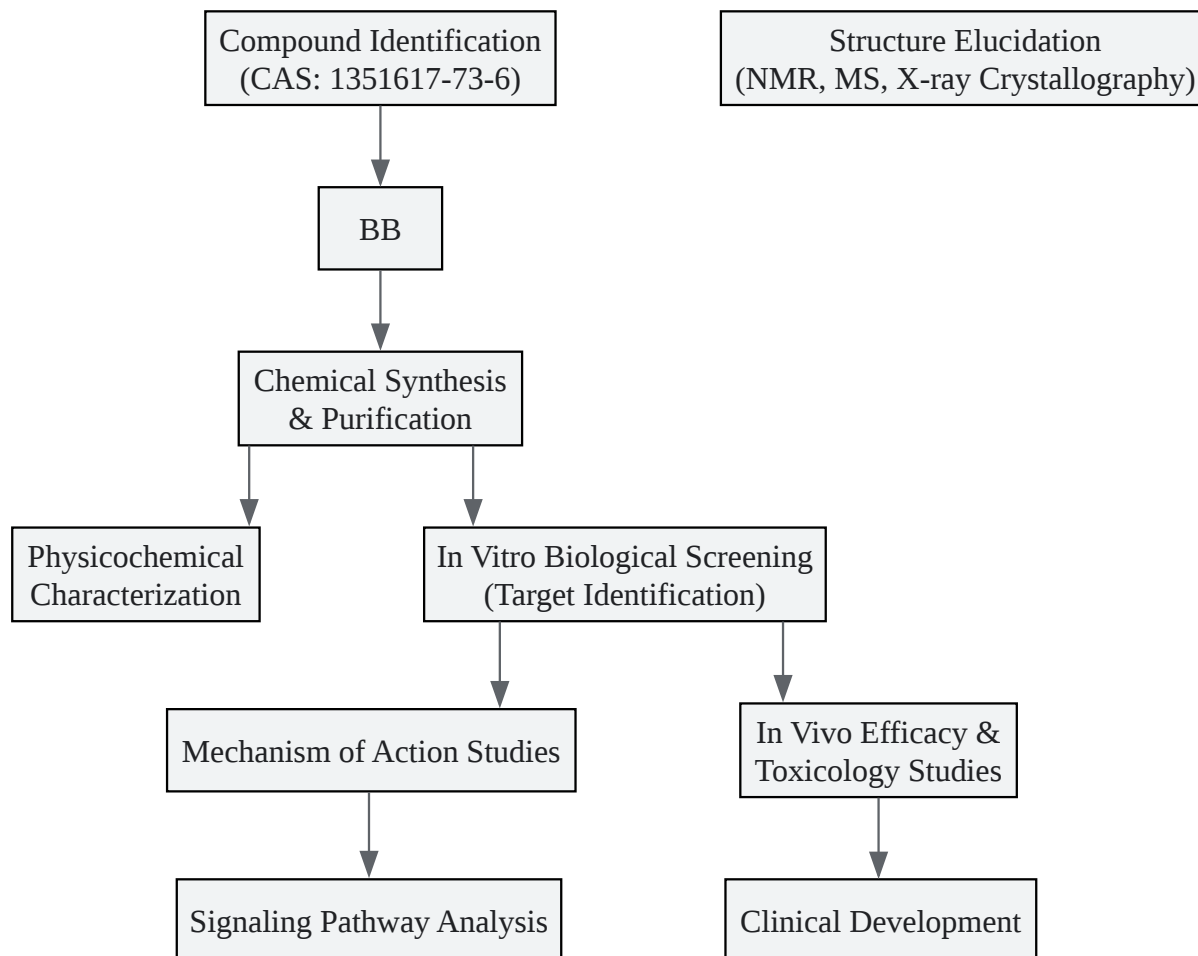 Compound Identification
(CAS: 1351617-73-6)
Structure Elucidation
(NMR, MS, X-ray Crystallography)
BB
Chemical Synthesis
& Purification
Physicochemical
Characterization
In Vitro Biological Screening
(Target Identification)
Mechanism of Action Studies
In Vivo Efficacy &
Toxicology Studies
Signaling Pathway Analysis
Clinical Development